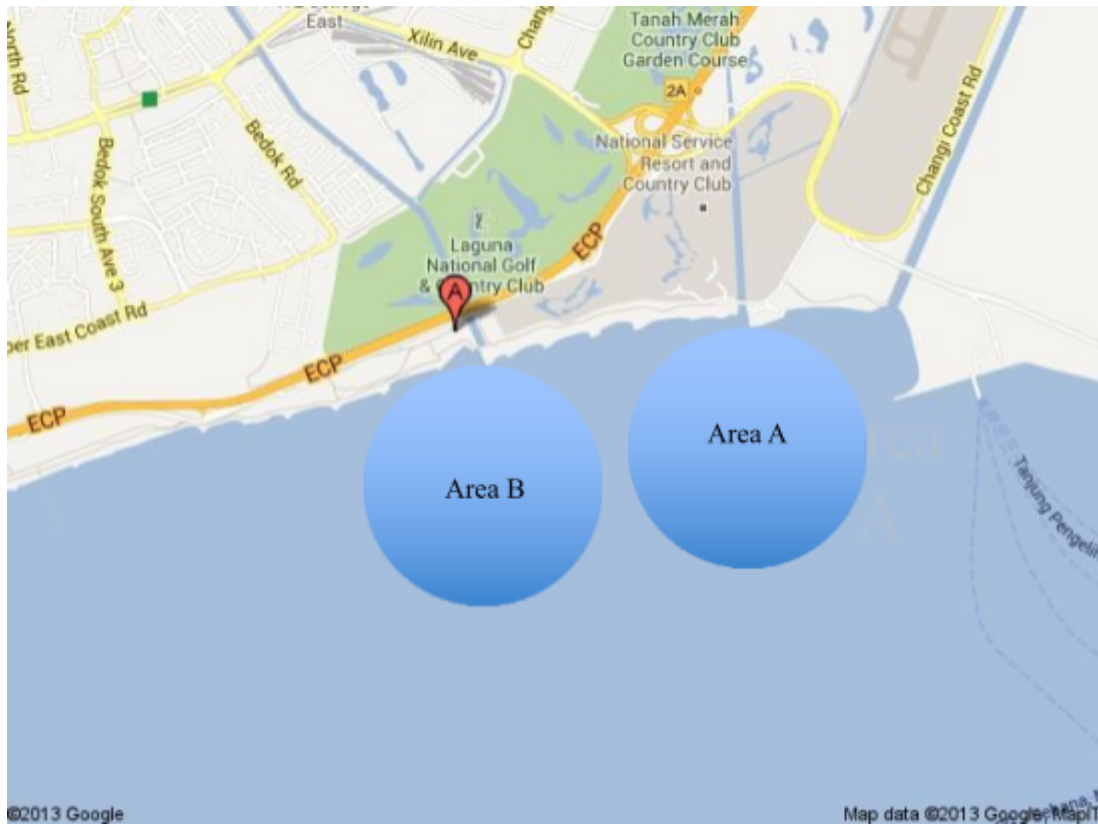 East
North Rd
Xilin Ave
Tanah Merah
Country Club
Garden Course
2A
Changi Coast Rd
Bedok South Ave 3
Bedok Rd
National Service
Resort and
Country Club
Laguna
National Golf
& Country Club
A
ECP
East Coast Rd
ECP
ECP
Area A
Area B
A
Tanjung
©2013 Google
Map data ©2013 Google,